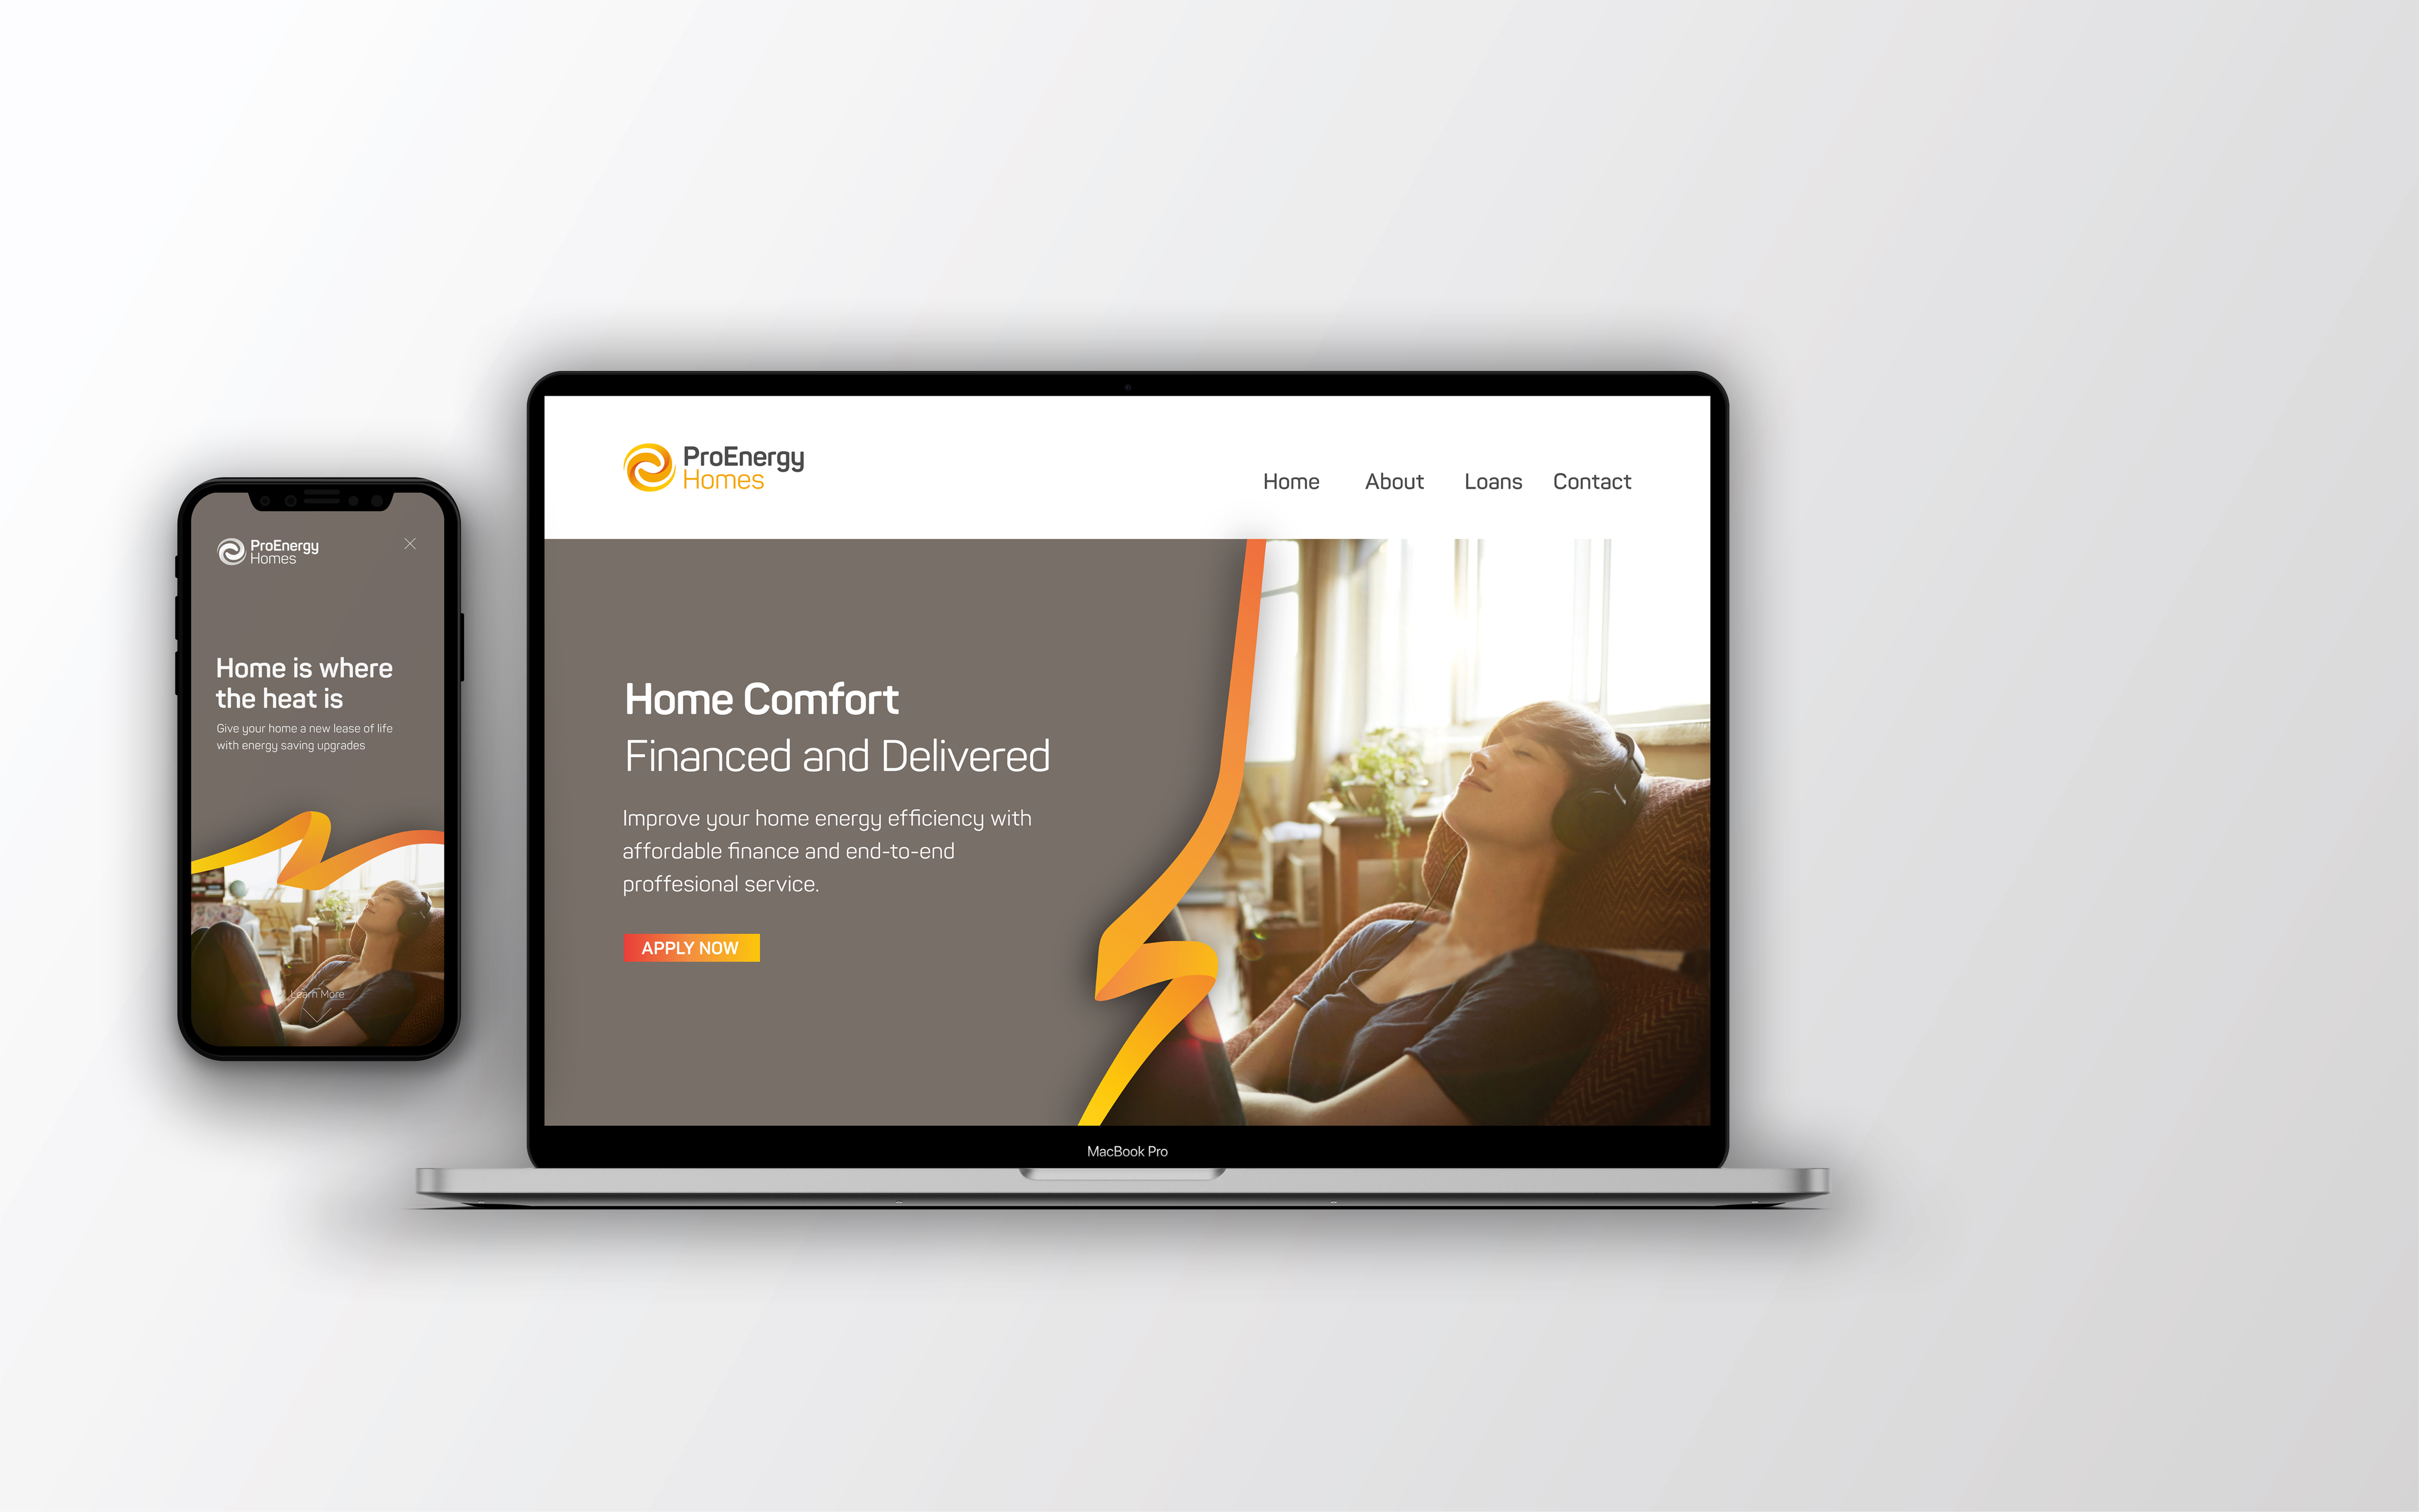 ProEnergy
Homes
Home is where
the heat is
Give your home a new lease of life
with energy saving upgrades
Learn More
ProEnergy
Homes
Home About Loans Contact
Home Comfort
Financed and Delivered
Improve your home energy efficiency with
affordable finance and end-to-end
proffesional service.
APPLY NOW
MacBook Pro